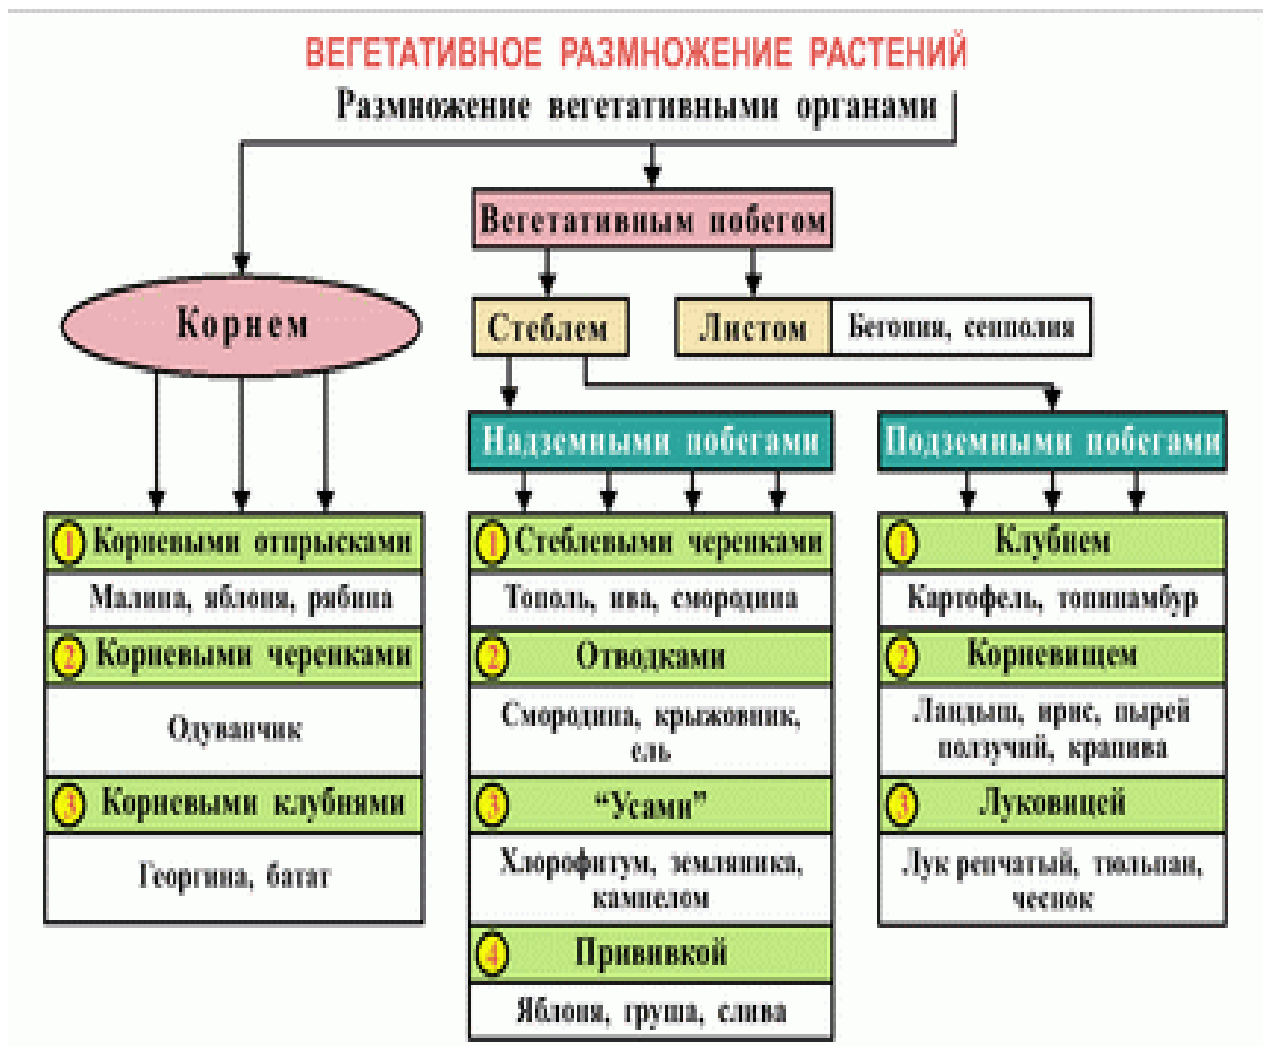 ВЕГЕТАТИВНОЕ РАЗМНОЖЕНИЕ РАСТЕНИЙ
Размножение вегетативными органами
Вегетативным побегом
Корнем
Стеблем
Листом
Бегония, сенполия
Надземными побегами
Подземными побегами
1 Корневыми отпрысками
Малина, яблоня, рябина
2 Корневыми черенками
Одуванчик
3 Корневыми клубнями
Георгина, батат
1 Стеблевыми черенками
Тополь, ива, смородина
2 Отводками
Смородина, крыжовник,
ель
3 “Усами”
Хлорофитум, земляника,
кампелом
4 Прививкой
Яблоня, груша, слива
1 Клубнем
Картофель, топинамбур
2 Корневищем
Ландыш, ирис, пырей
ползучий, крапива
3 Луковицей
Лук репчатый, тюльпан,
чеснок